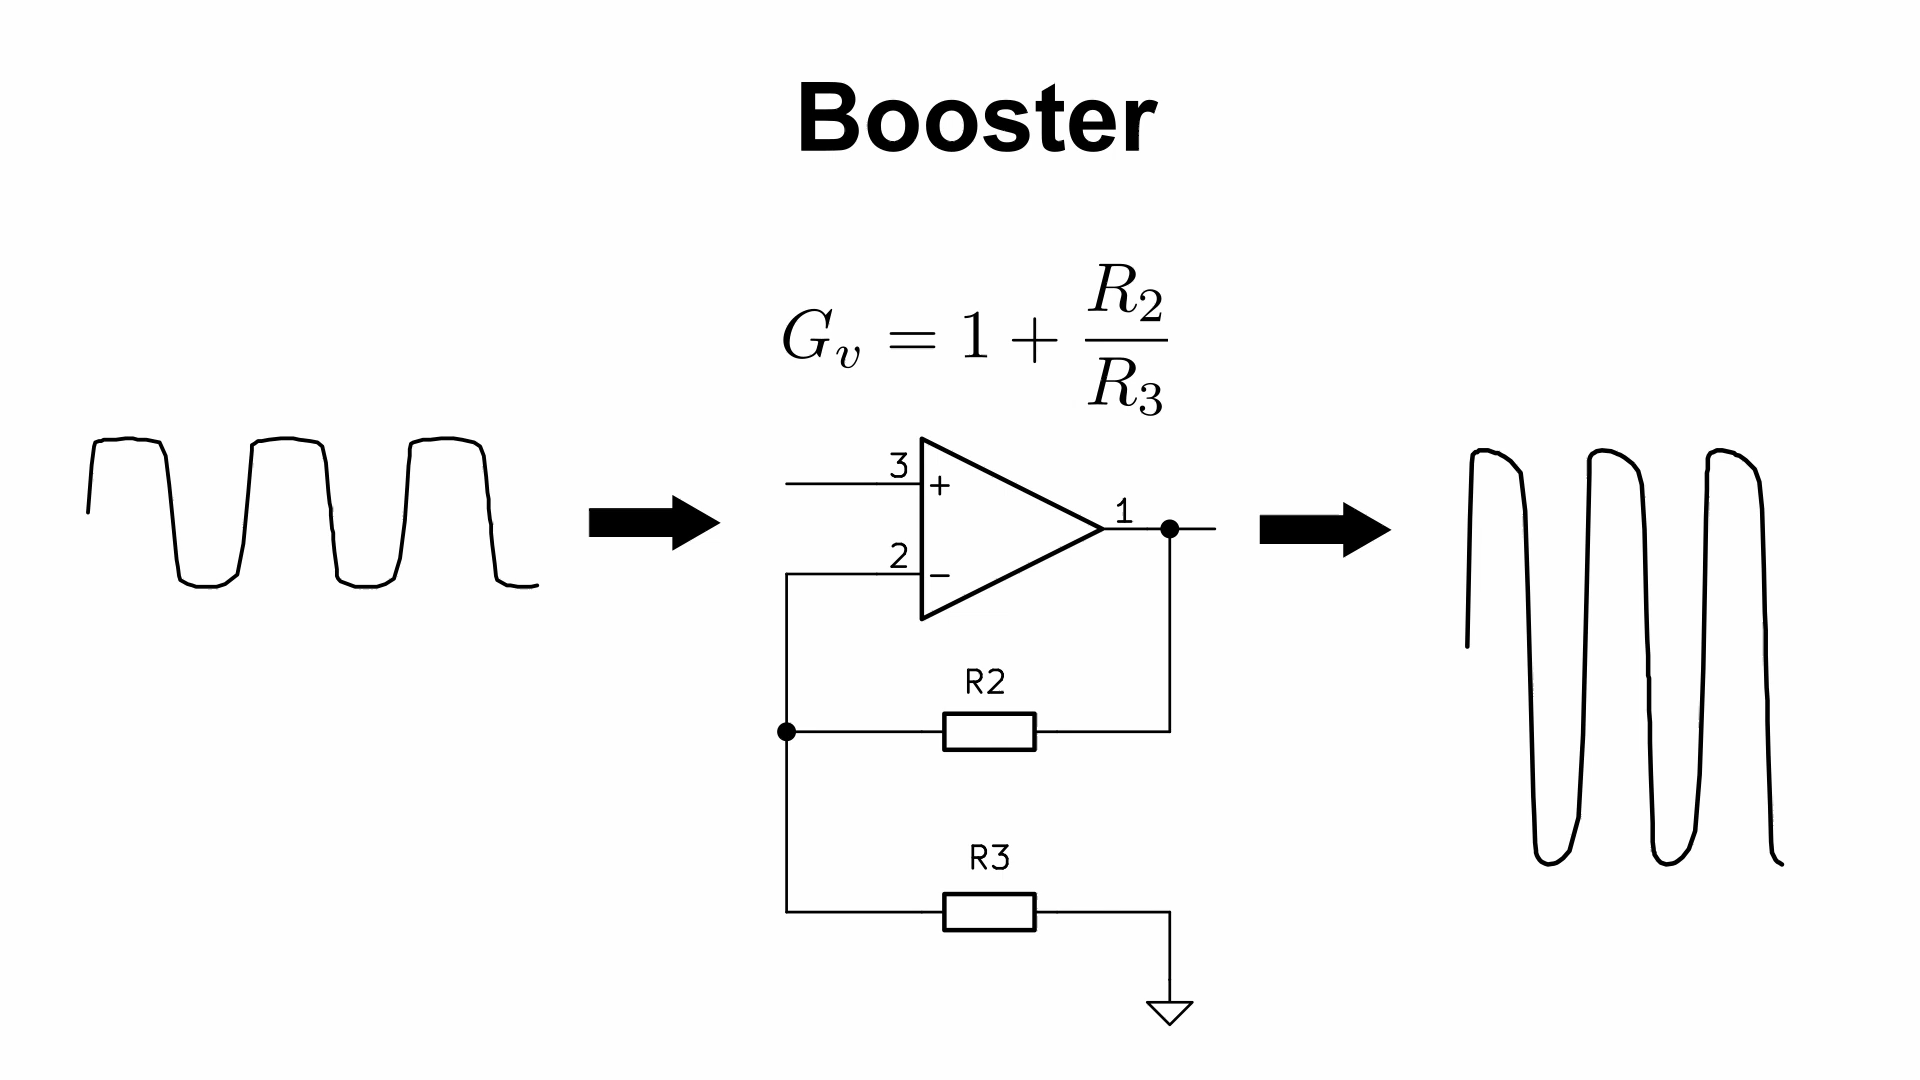 Booster
G_v = 1 + R_2/R_3
3
+
1
2
−
R2
R3